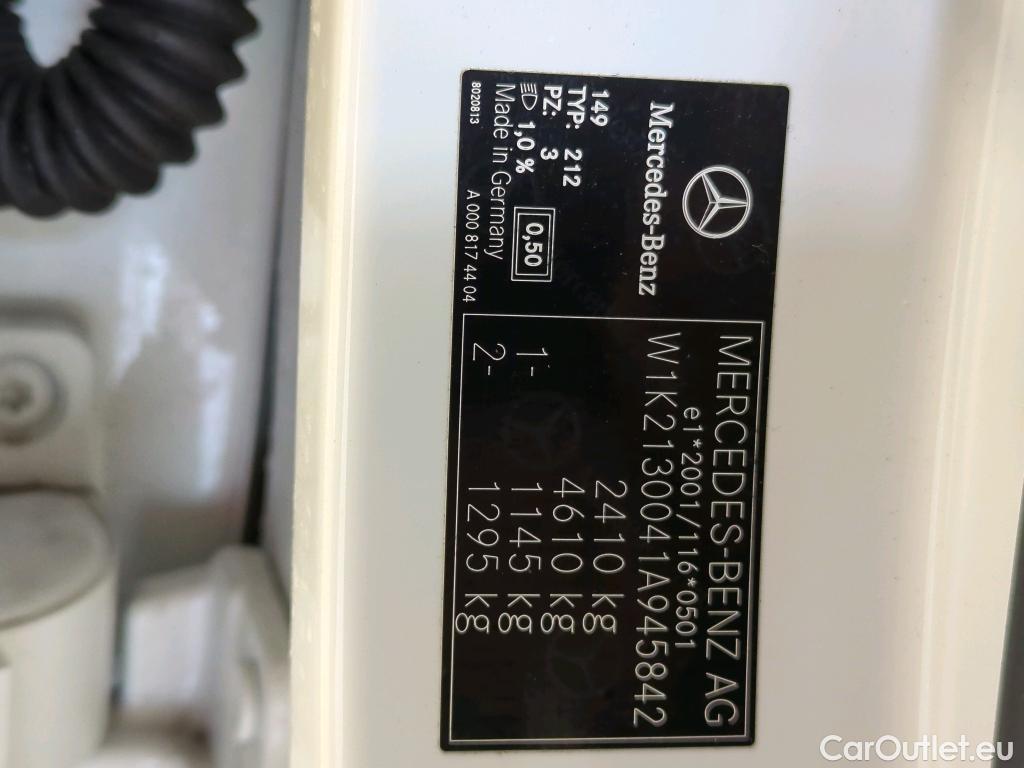 Mercedes-Benz
149
TYP: 212
PZ: 3
1,0 %
0,50
Made in Germany
8020813 A 000 817 44 04
MERCEDES-BENZ AG
e1*2001/116*0501
W1K2130041A945842
2410 kg
4610 kg
1- 1145 kg
2- 1295 kg
CarOutlet.eu